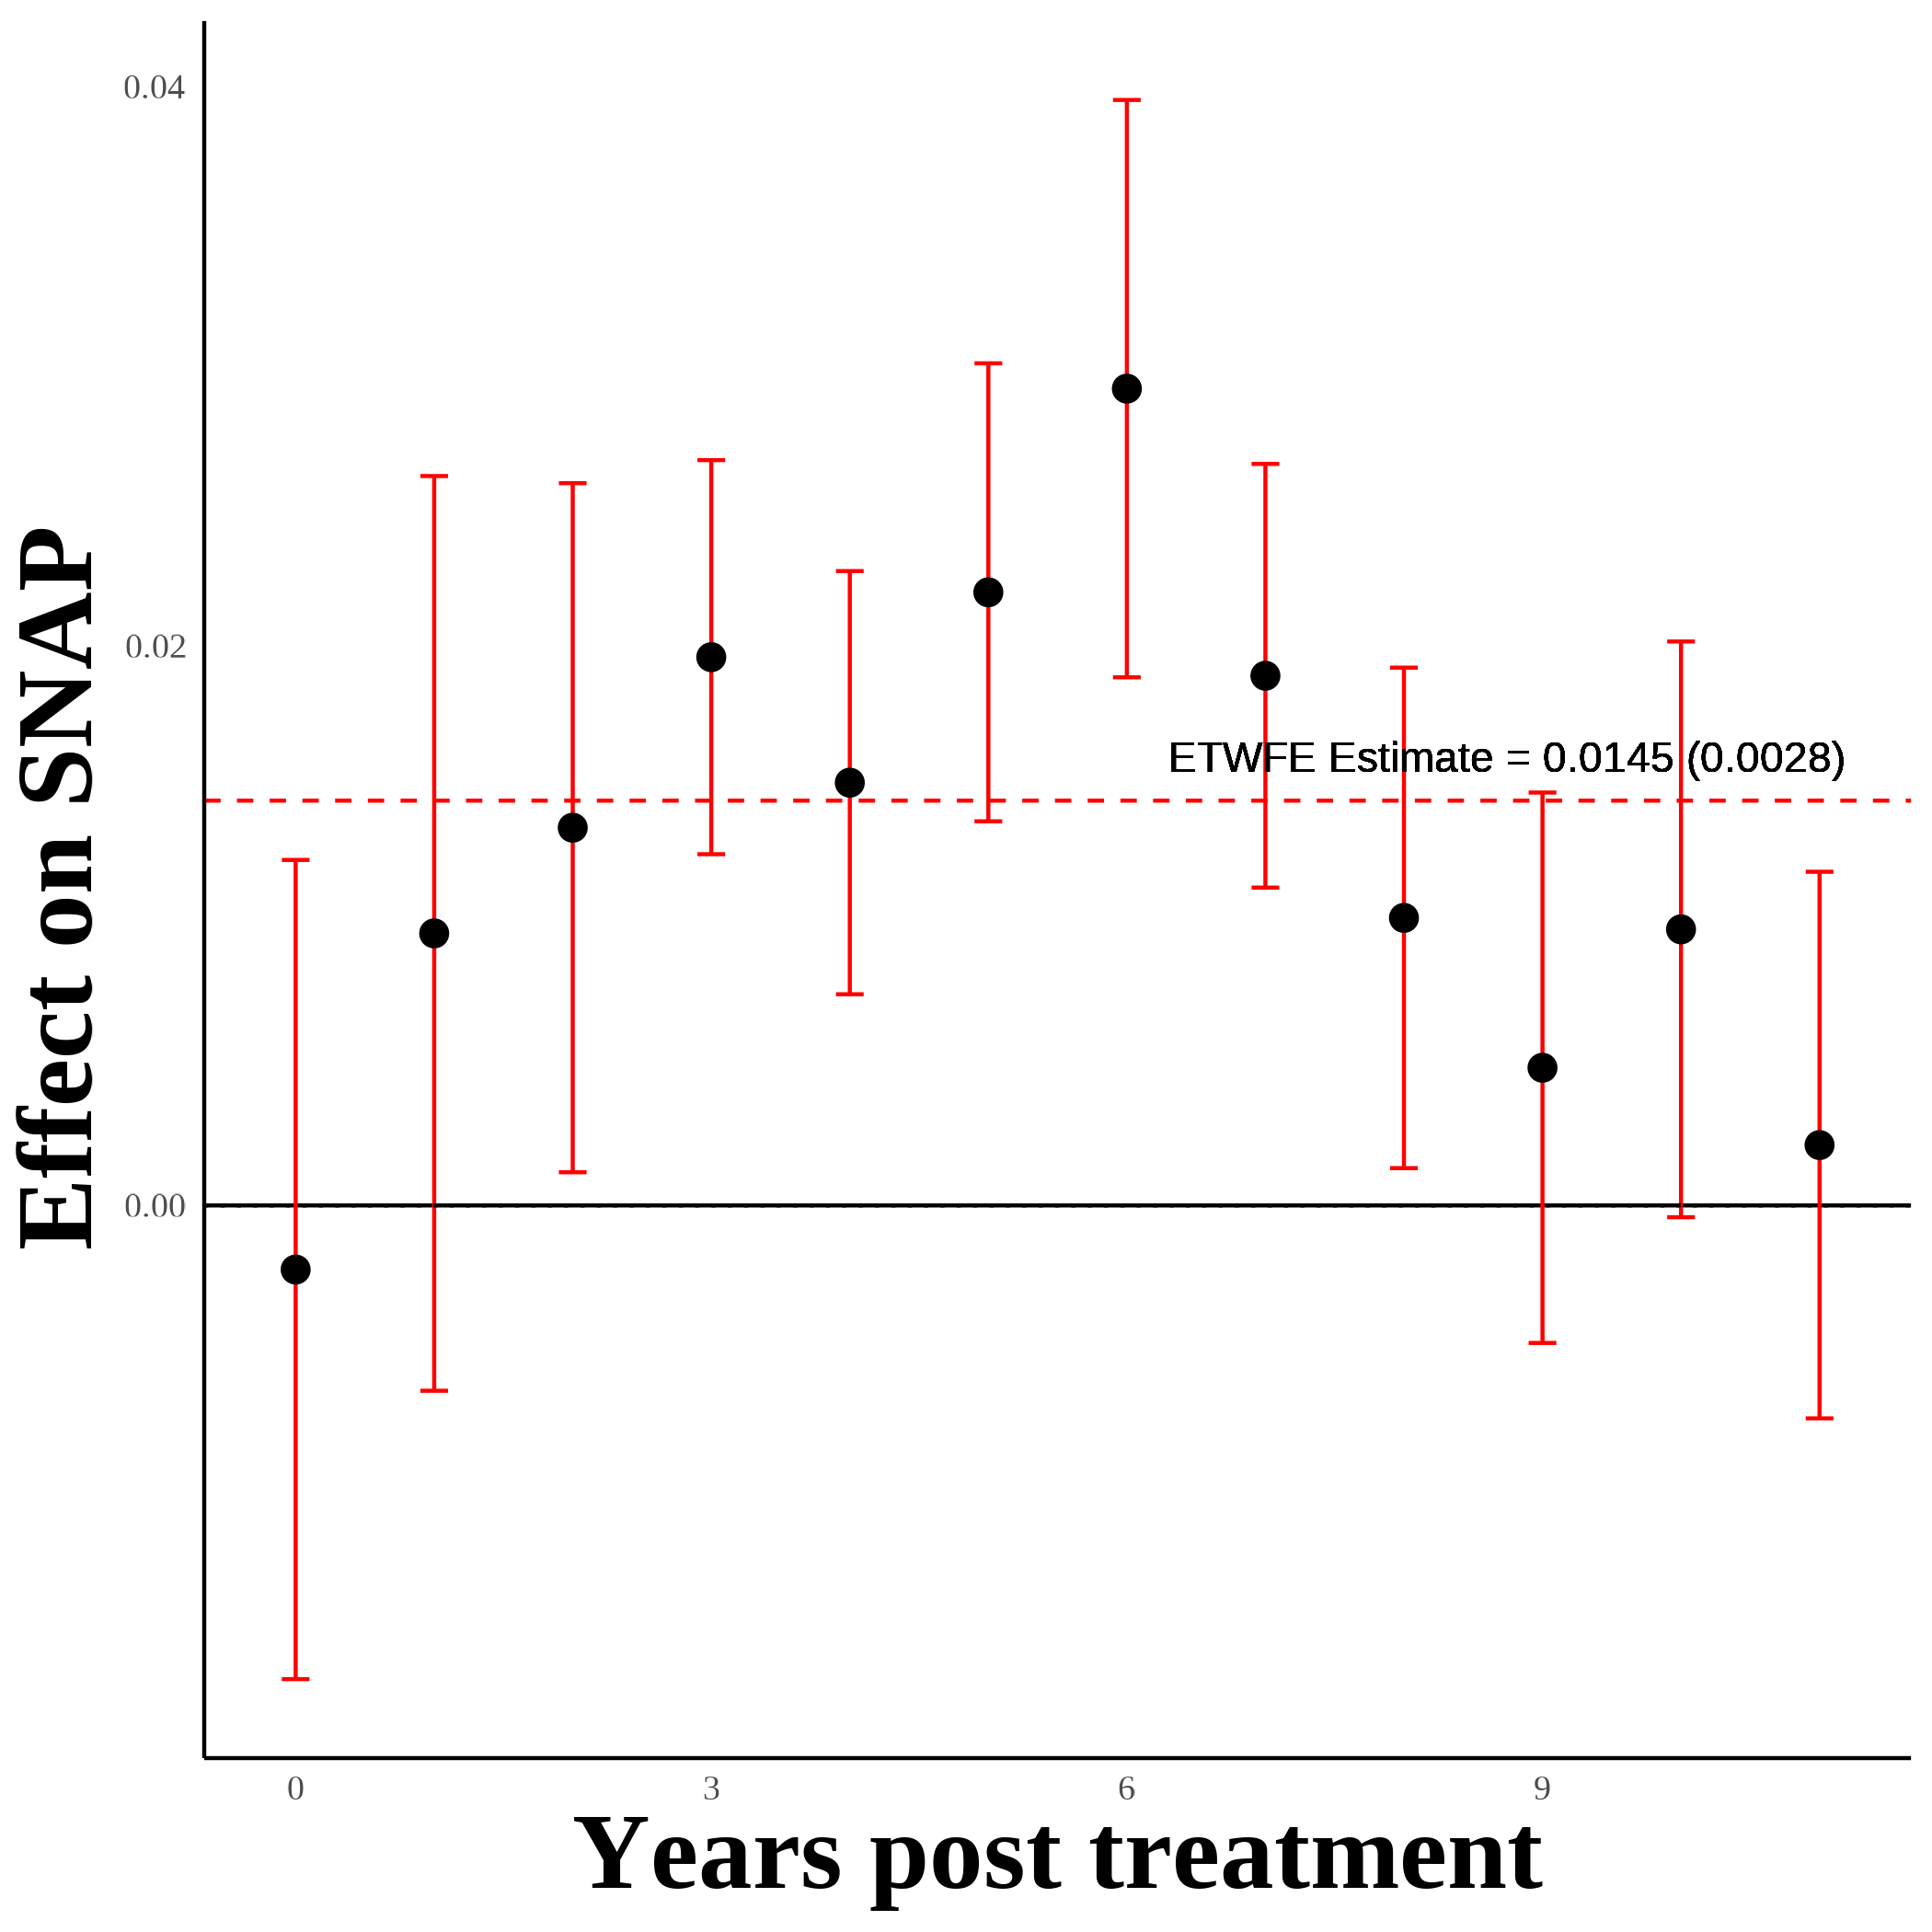 Effect on SNAP
0.04
0.02
0.00
ETWFE Estimate = 0.0145 (0.0028)
0 3 6 9
Years post treatment